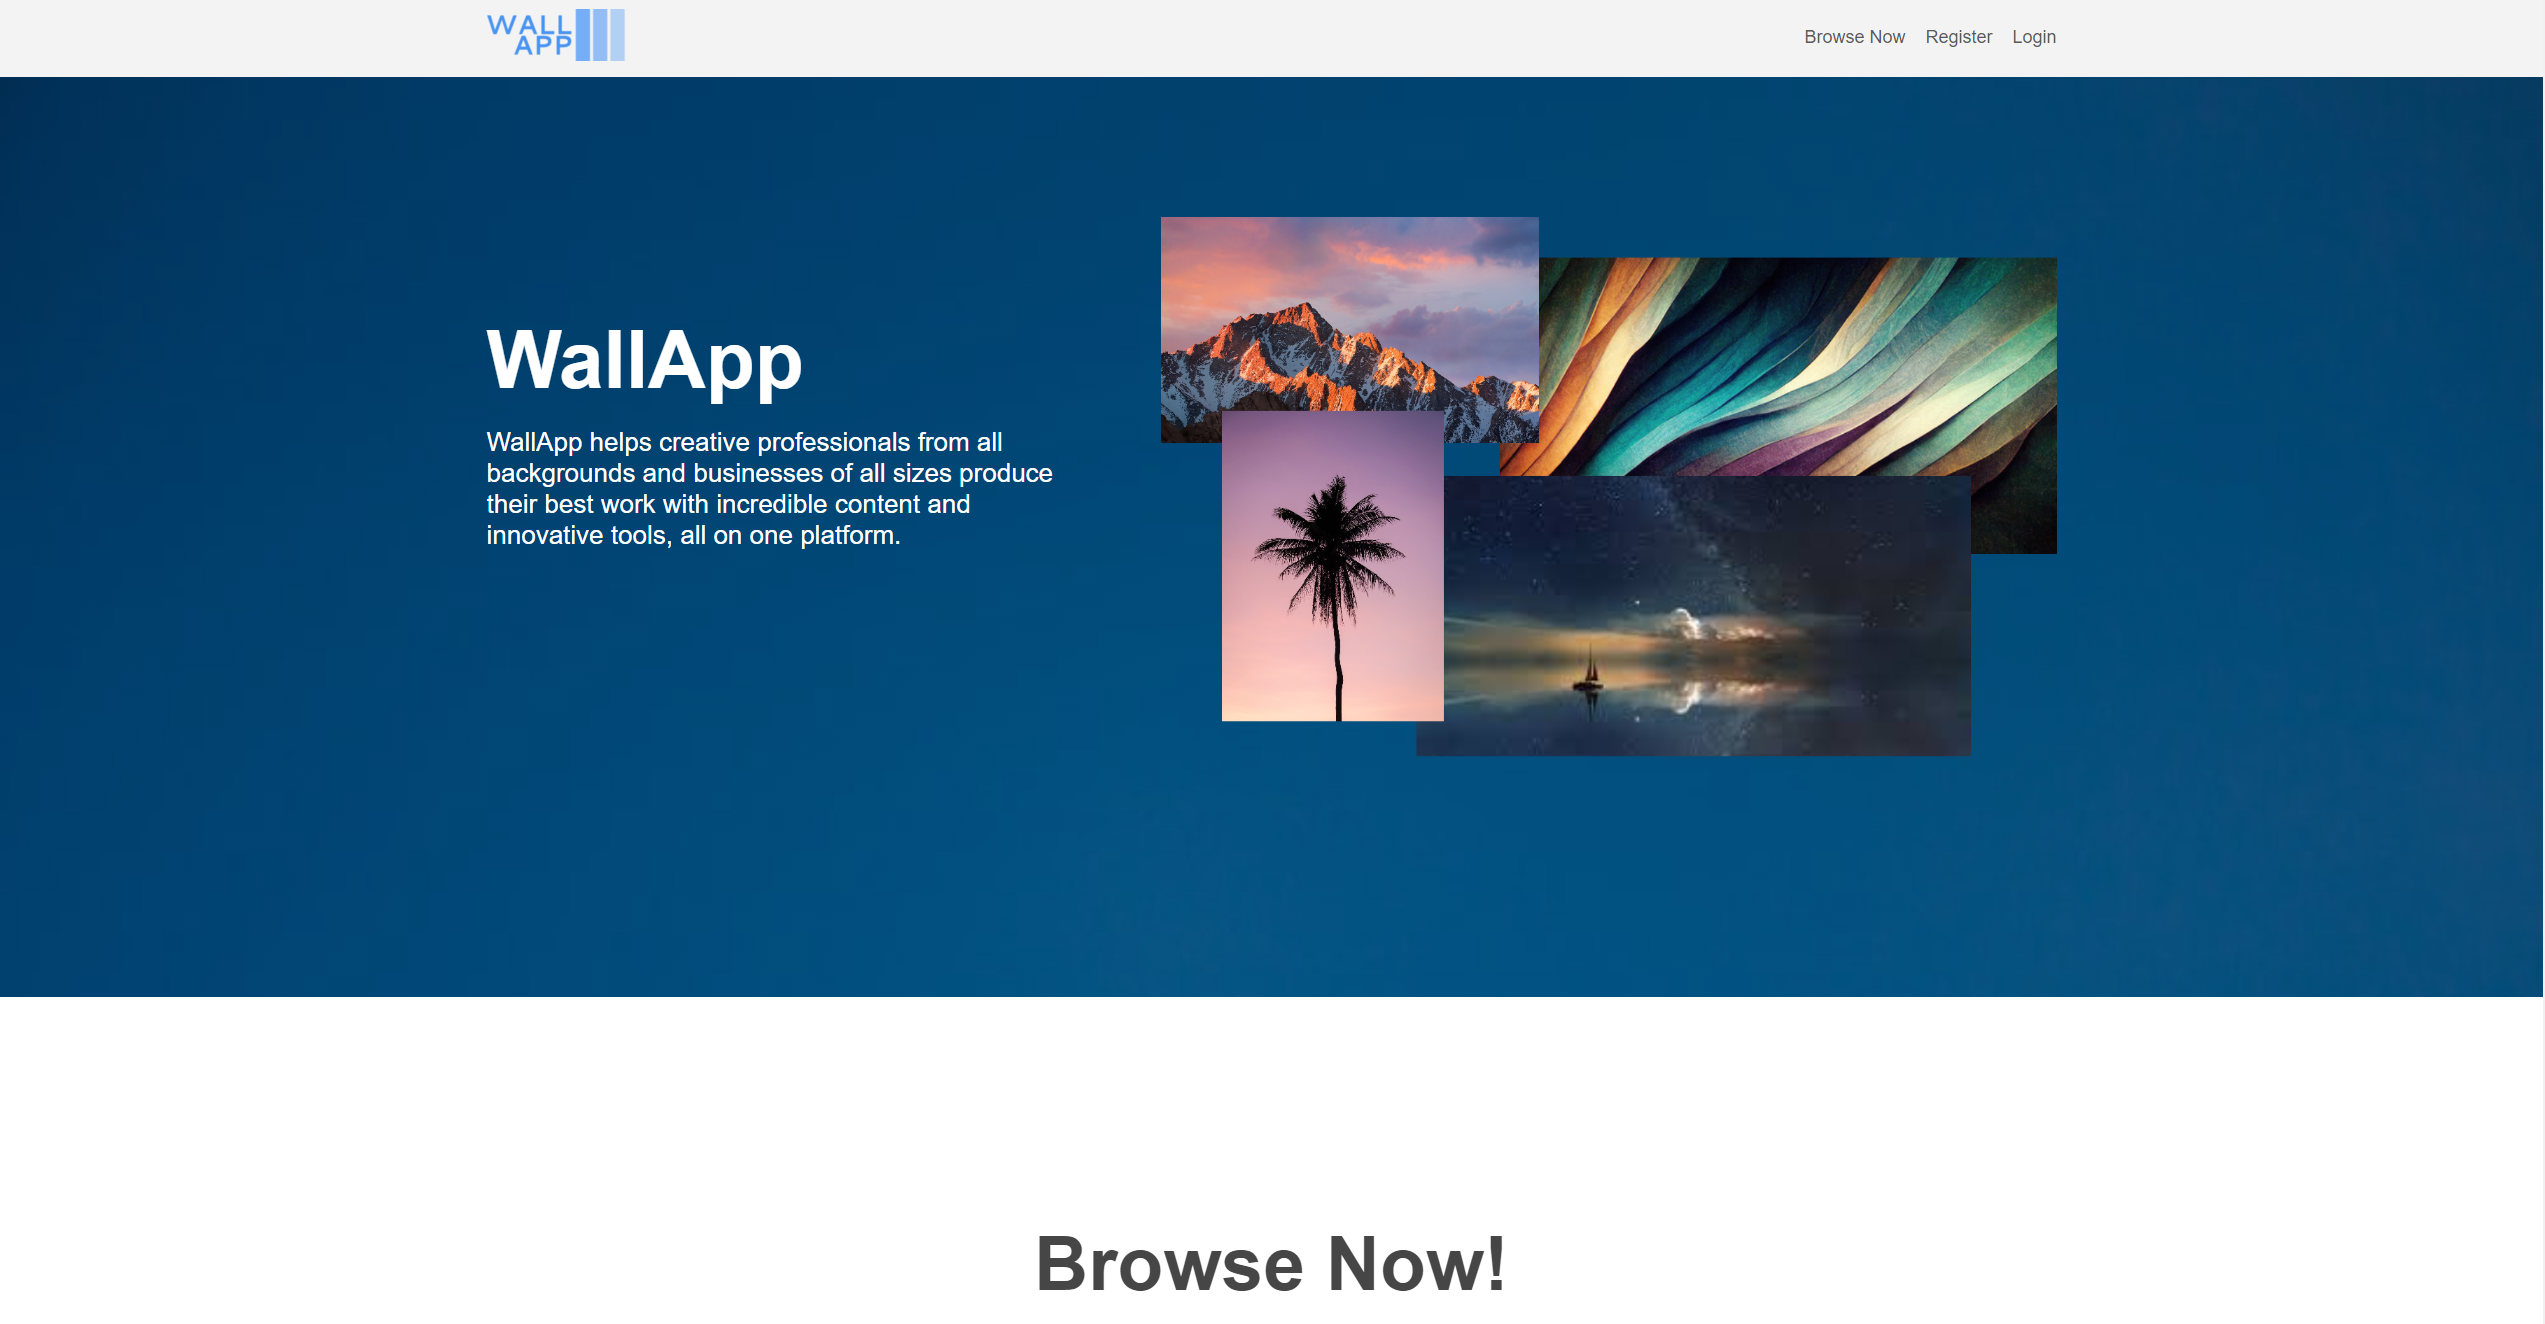 WALL
APP
Browse Now Register Login
WallApp
WallApp helps creative professionals from all
backgrounds and businesses of all sizes produce
their best work with incredible content and
innovative tools, all on one platform.
Browse Now!